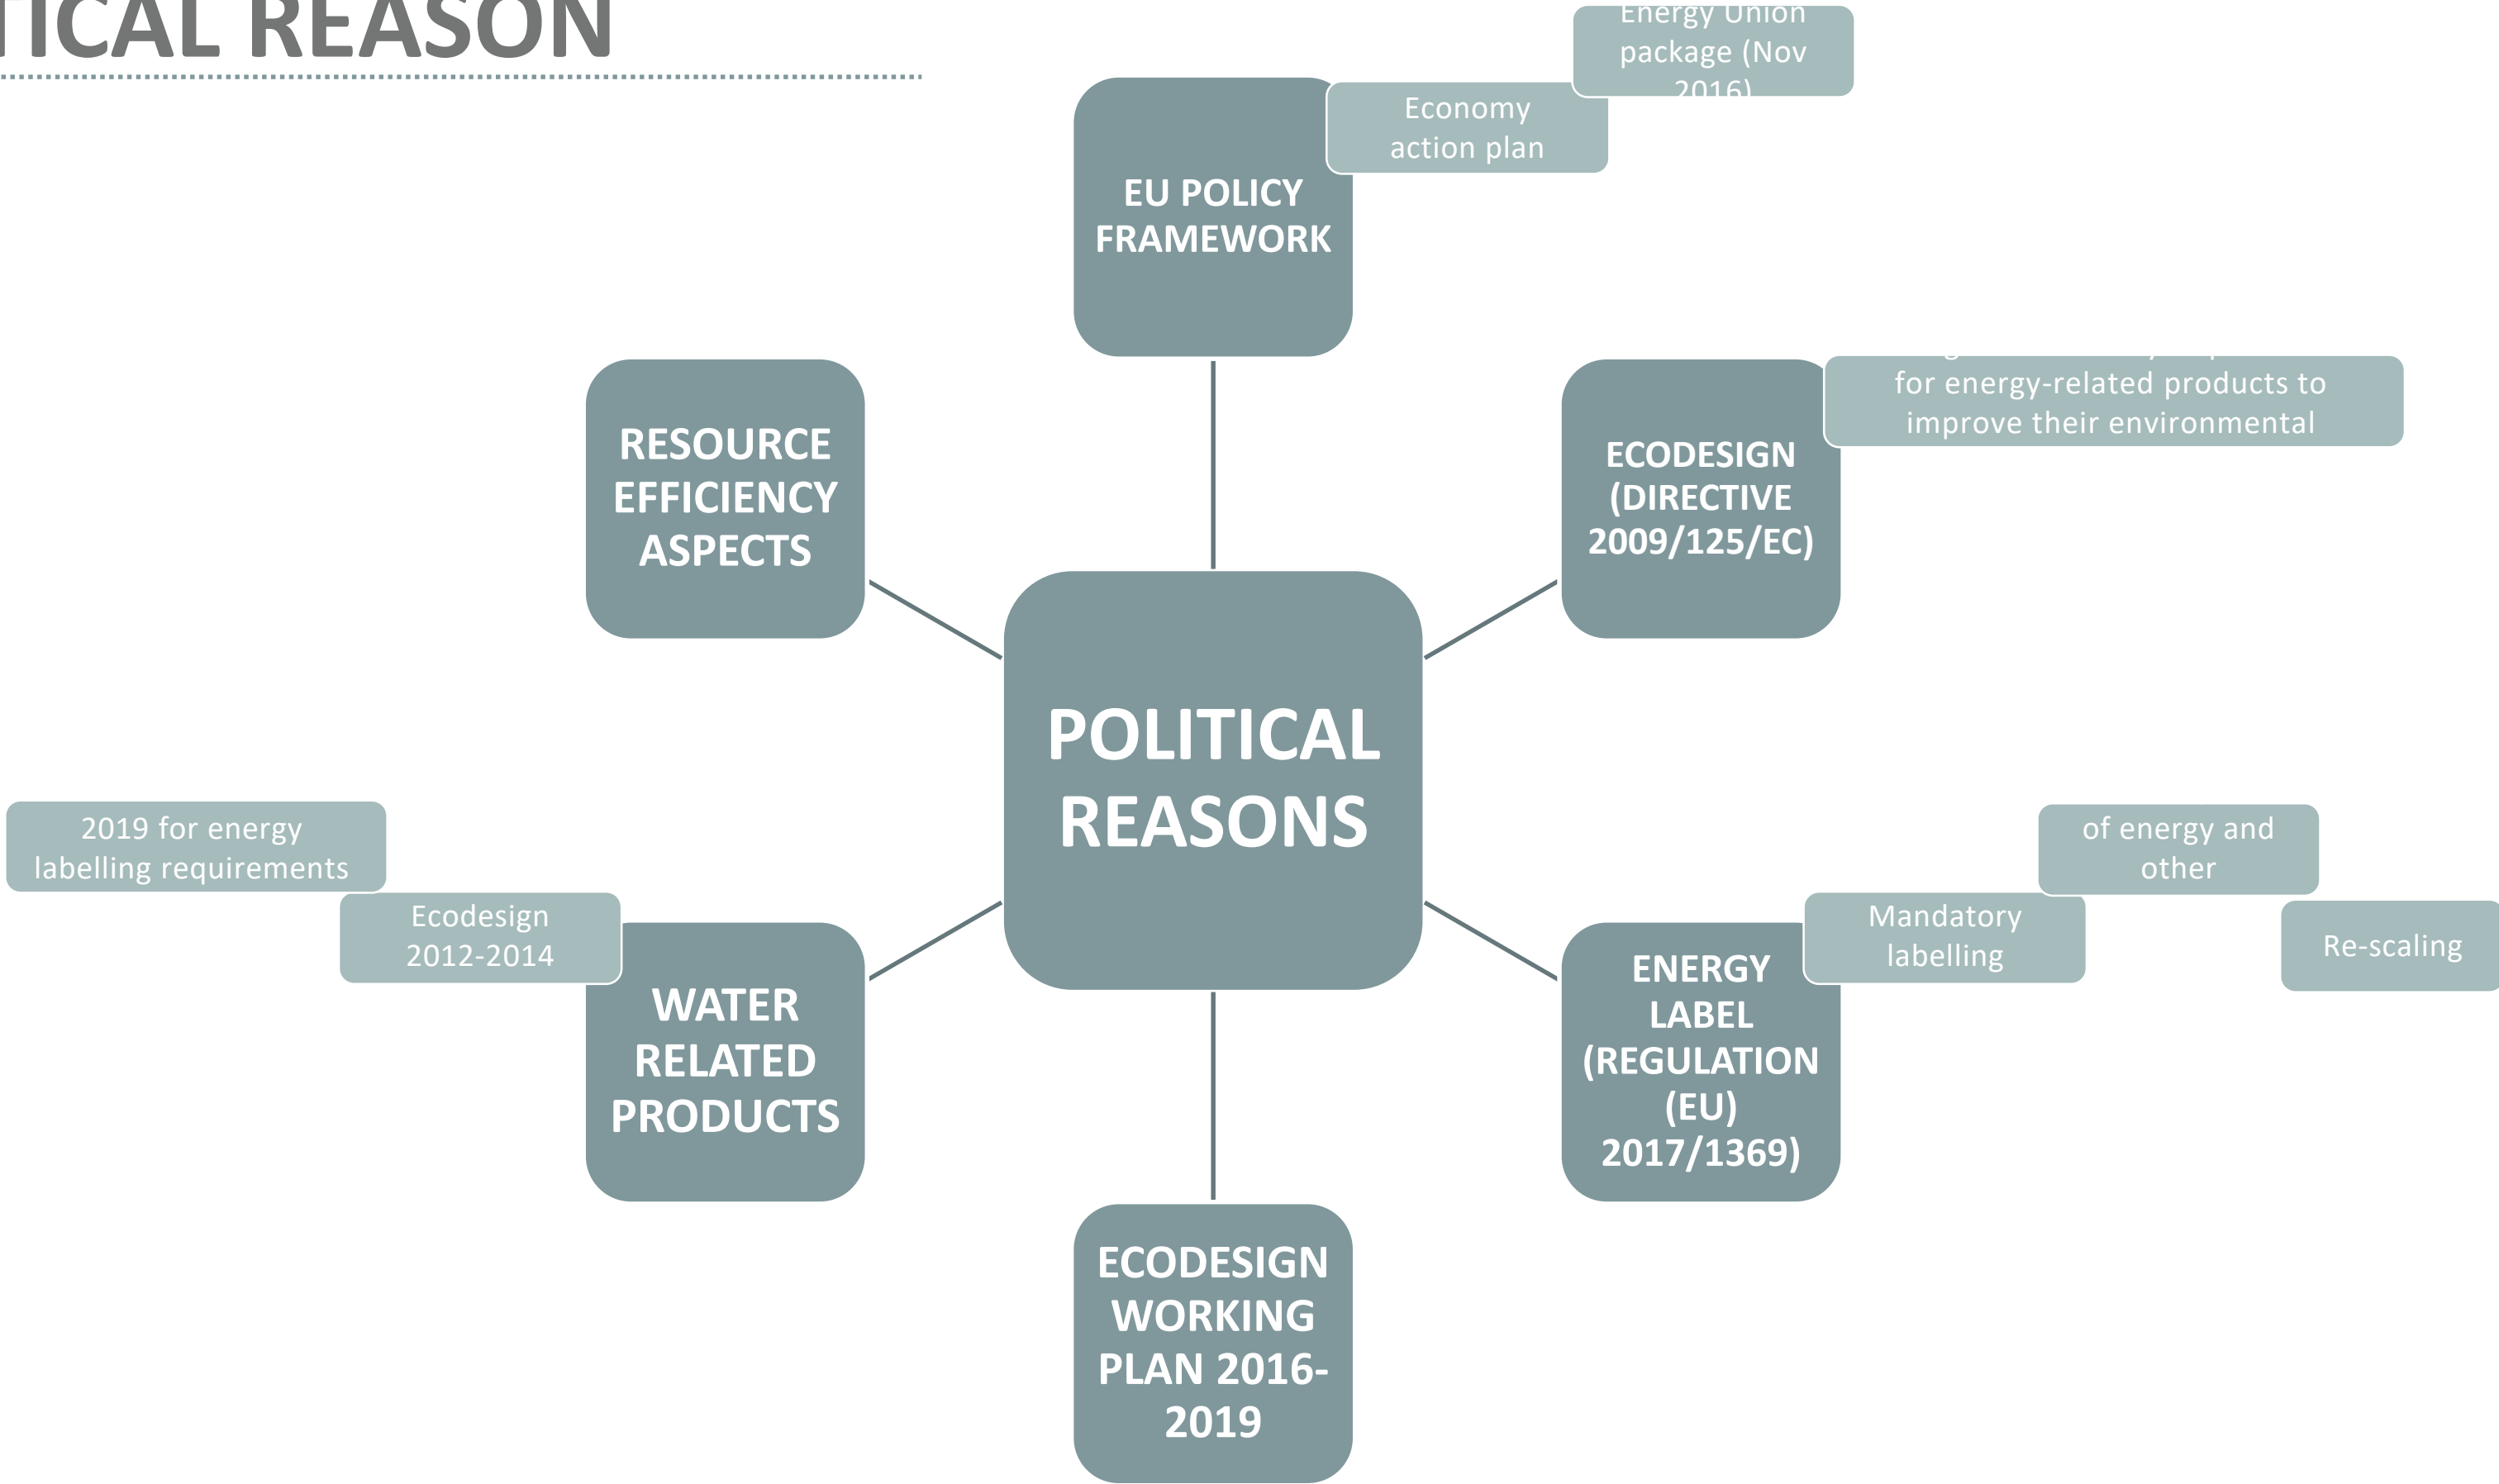 REASON
Energy Union
package (Nov
2016)
Economy
action plan
EU POLICY
FRAMEWORK
for energy-related products to
improve their environmental
ECODESIGN
(DIRECTIVE
2009/125/EC)
RESOURCE
EFFICIENCY
ASPECTS
POLITICAL
REASONS
2019 for energy
labelling requirements
Ecodesign
2012-2014
WATER
RELATED
PRODUCTS
of energy and
other
Mandatory
labelling
Re-scaling
ENERGY
LABEL
(REGULATION
(EU)
2017/1369)
ECODESIGN
WORKING
PLAN 2016-
2019